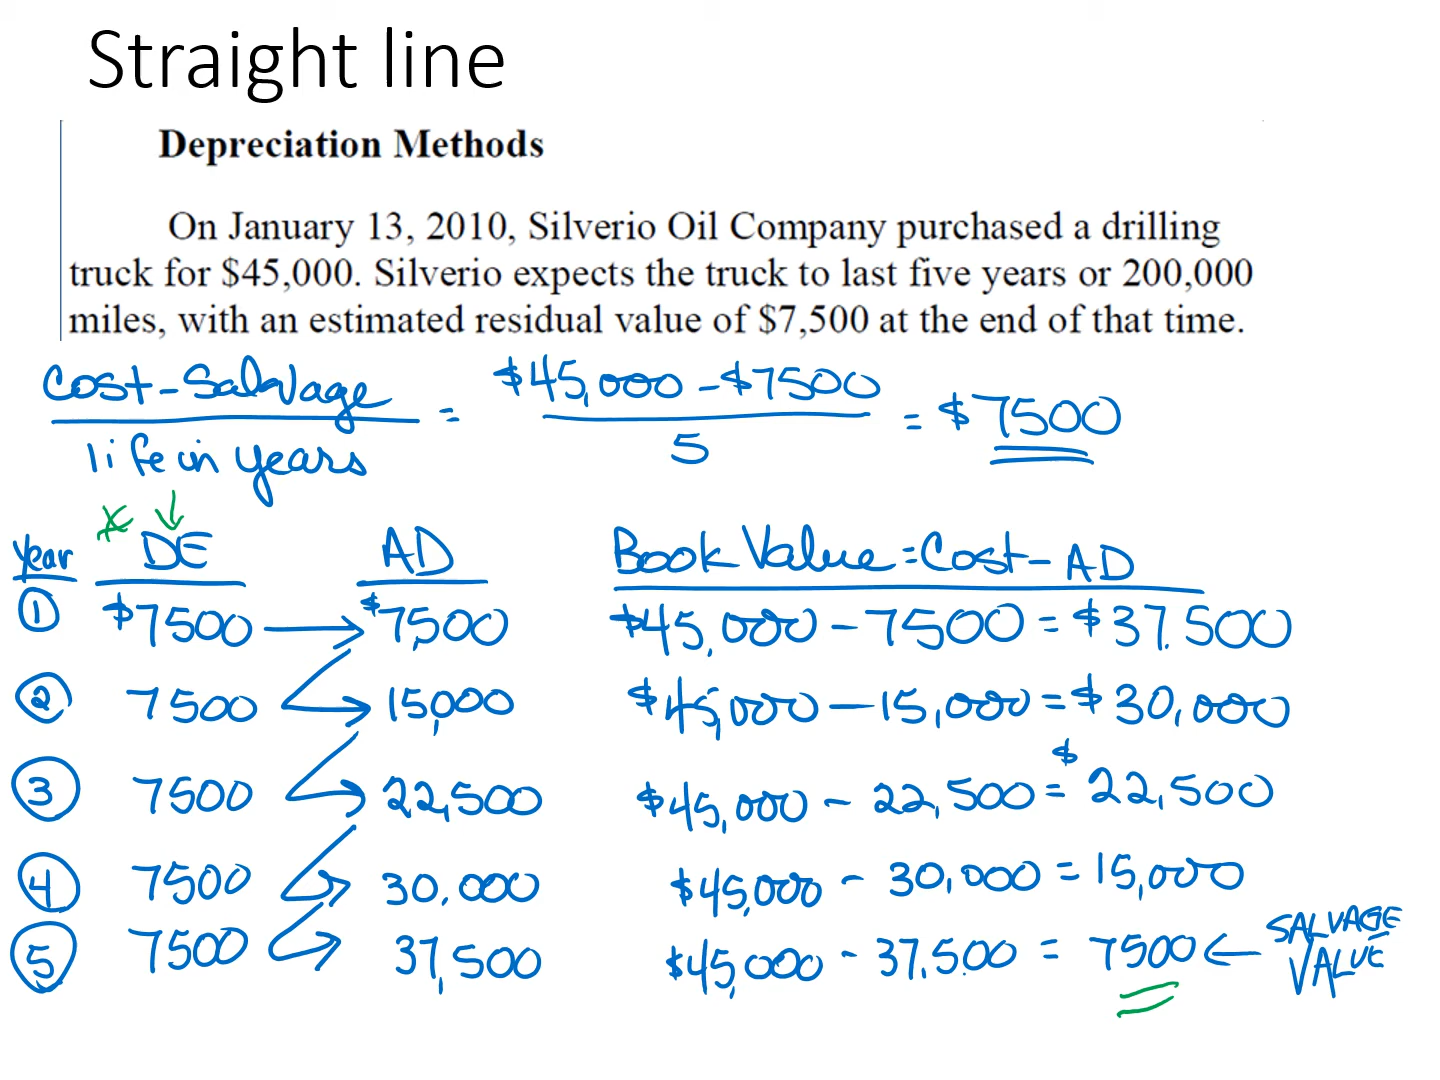 Straight line
Depreciation Methods
On January 13, 2010, Silverio Oil Company purchased a drilling
truck for $45,000. Silverio expects the truck to last five years or 200,000
miles, with an estimated residual value of $7,500 at the end of that time.
Cost-Salvage = $45,000 - $7500 = $7500
life in years 5
year DE AD Book Value = Cost - AD
1 $7500 $7,500 $45,000 - 7500 = $37.500
2 7500 15,000 $45,000 - 15,000 = $30,000
3 7500 22,500 $45,000 - 22,500 = $22,500
4 7500 30.000 $45,000 - 30,000 = 15,000
5 7500 37,500 $45,000 - 37,500 = 7500 ← SALVAGE
VALUE